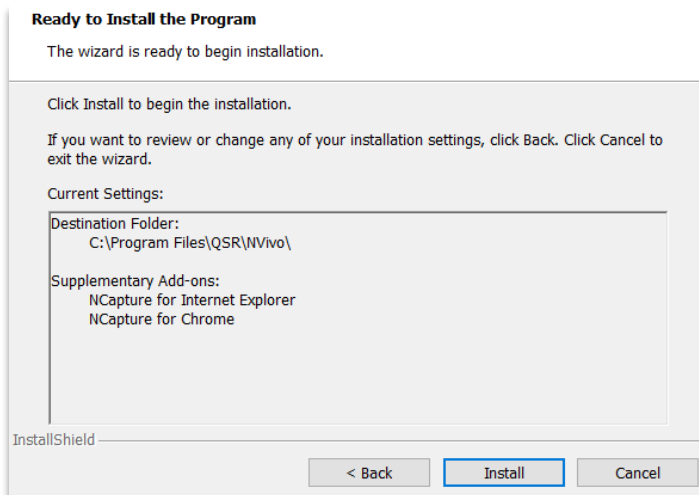 Ready to Install the Program
The wizard is ready to begin installation.
Click Install to begin the installation.
If you want to review or change any of your installation settings, click Back. Click Cancel to
exit the wizard.
Current Settings:
Destination Folder:
C:\Program Files\QSR\NVivo\
Supplementary Add-ons:
NCapture for Internet Explorer
NCapture for Chrome
InstallShield
< Back
Install
Cancel